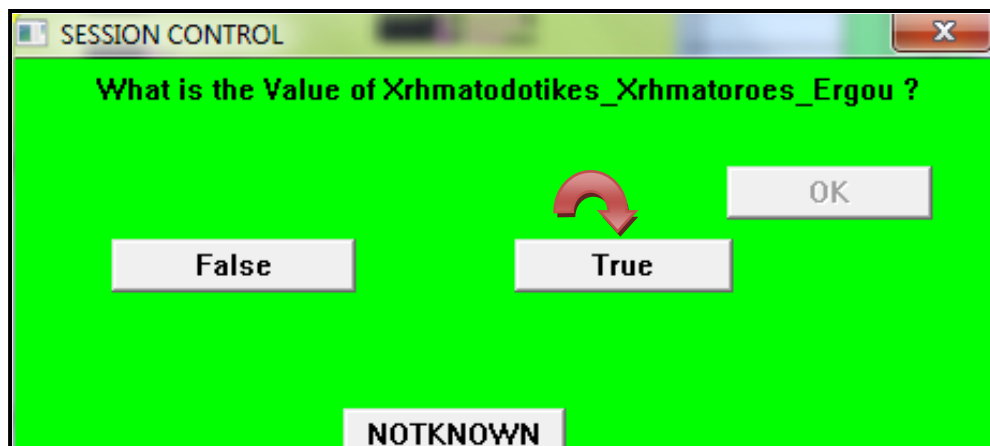 SESSION CONTROL
x
What is the Value of Xrhmatodotikes_Xrhmatoroes_Ergou ?
OK
False
True
NOTKNOWN